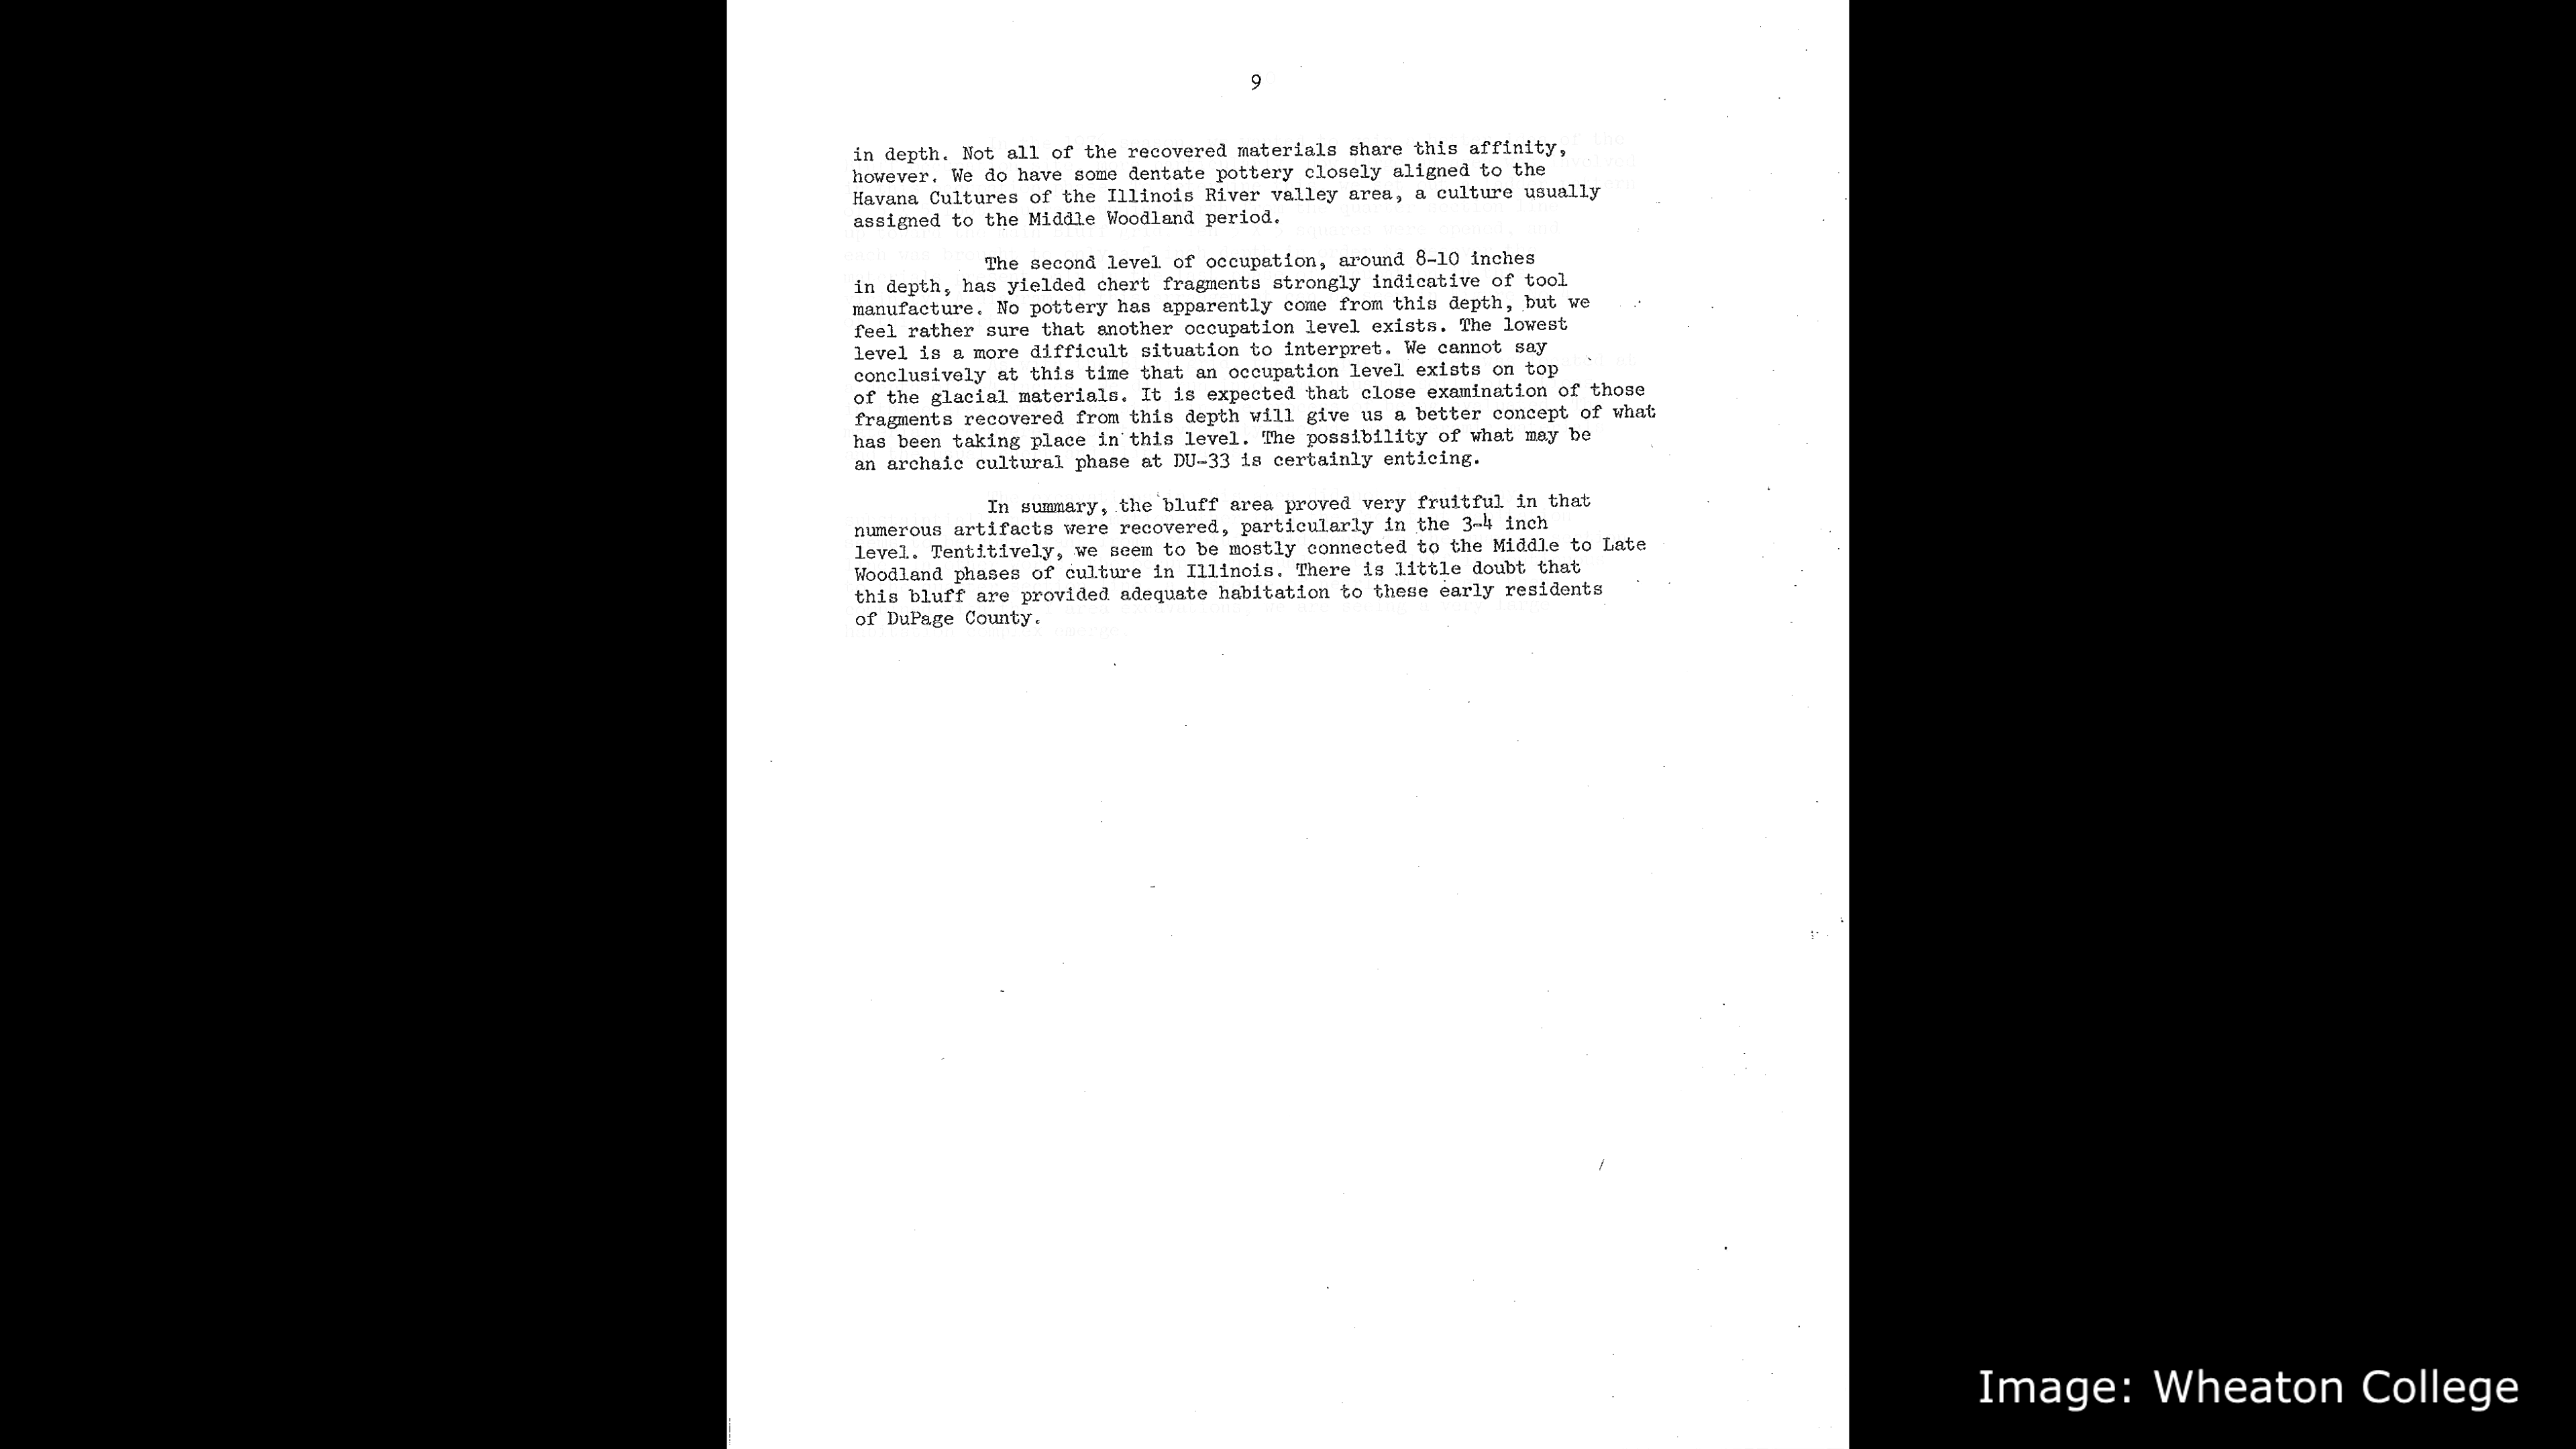 9
in depth. Not all of the recovered materials share this affinity,
however. We do have some dentate pottery closely aligned to the
Havana Cultures of the Illinois River valley area, a culture usually
assigned to the Middle Woodland period.
The second level of occupation, around 8-10 inches
in depth, has yielded chert fragments strongly indicative of tool
manufacture. No pottery has apparently come from this depth, but we
feel rather sure that another occupation level exists. The lowest
level is a more difficult situation to interpret. We cannot say
conclusively at this time that an occupation level exists on top
of the glacial materials. It is expected that close examination of those
fragments recovered from this depth will give us a better concept of what
has been taking place in this level. The possibility of what may be
an archaic cultural phase at DU-33 is certainly enticing.
In summary, the bluff area proved very fruitful in that
numerous artifacts were recovered, particularly in the 3-4 inch
level. Tentitively, we seem to be mostly connected to the Middle to Late
Woodland phases of culture in Illinois. There is little doubt that
this bluff are provided adequate habitation to these early residents
of DuPage County.
Image: Wheaton College